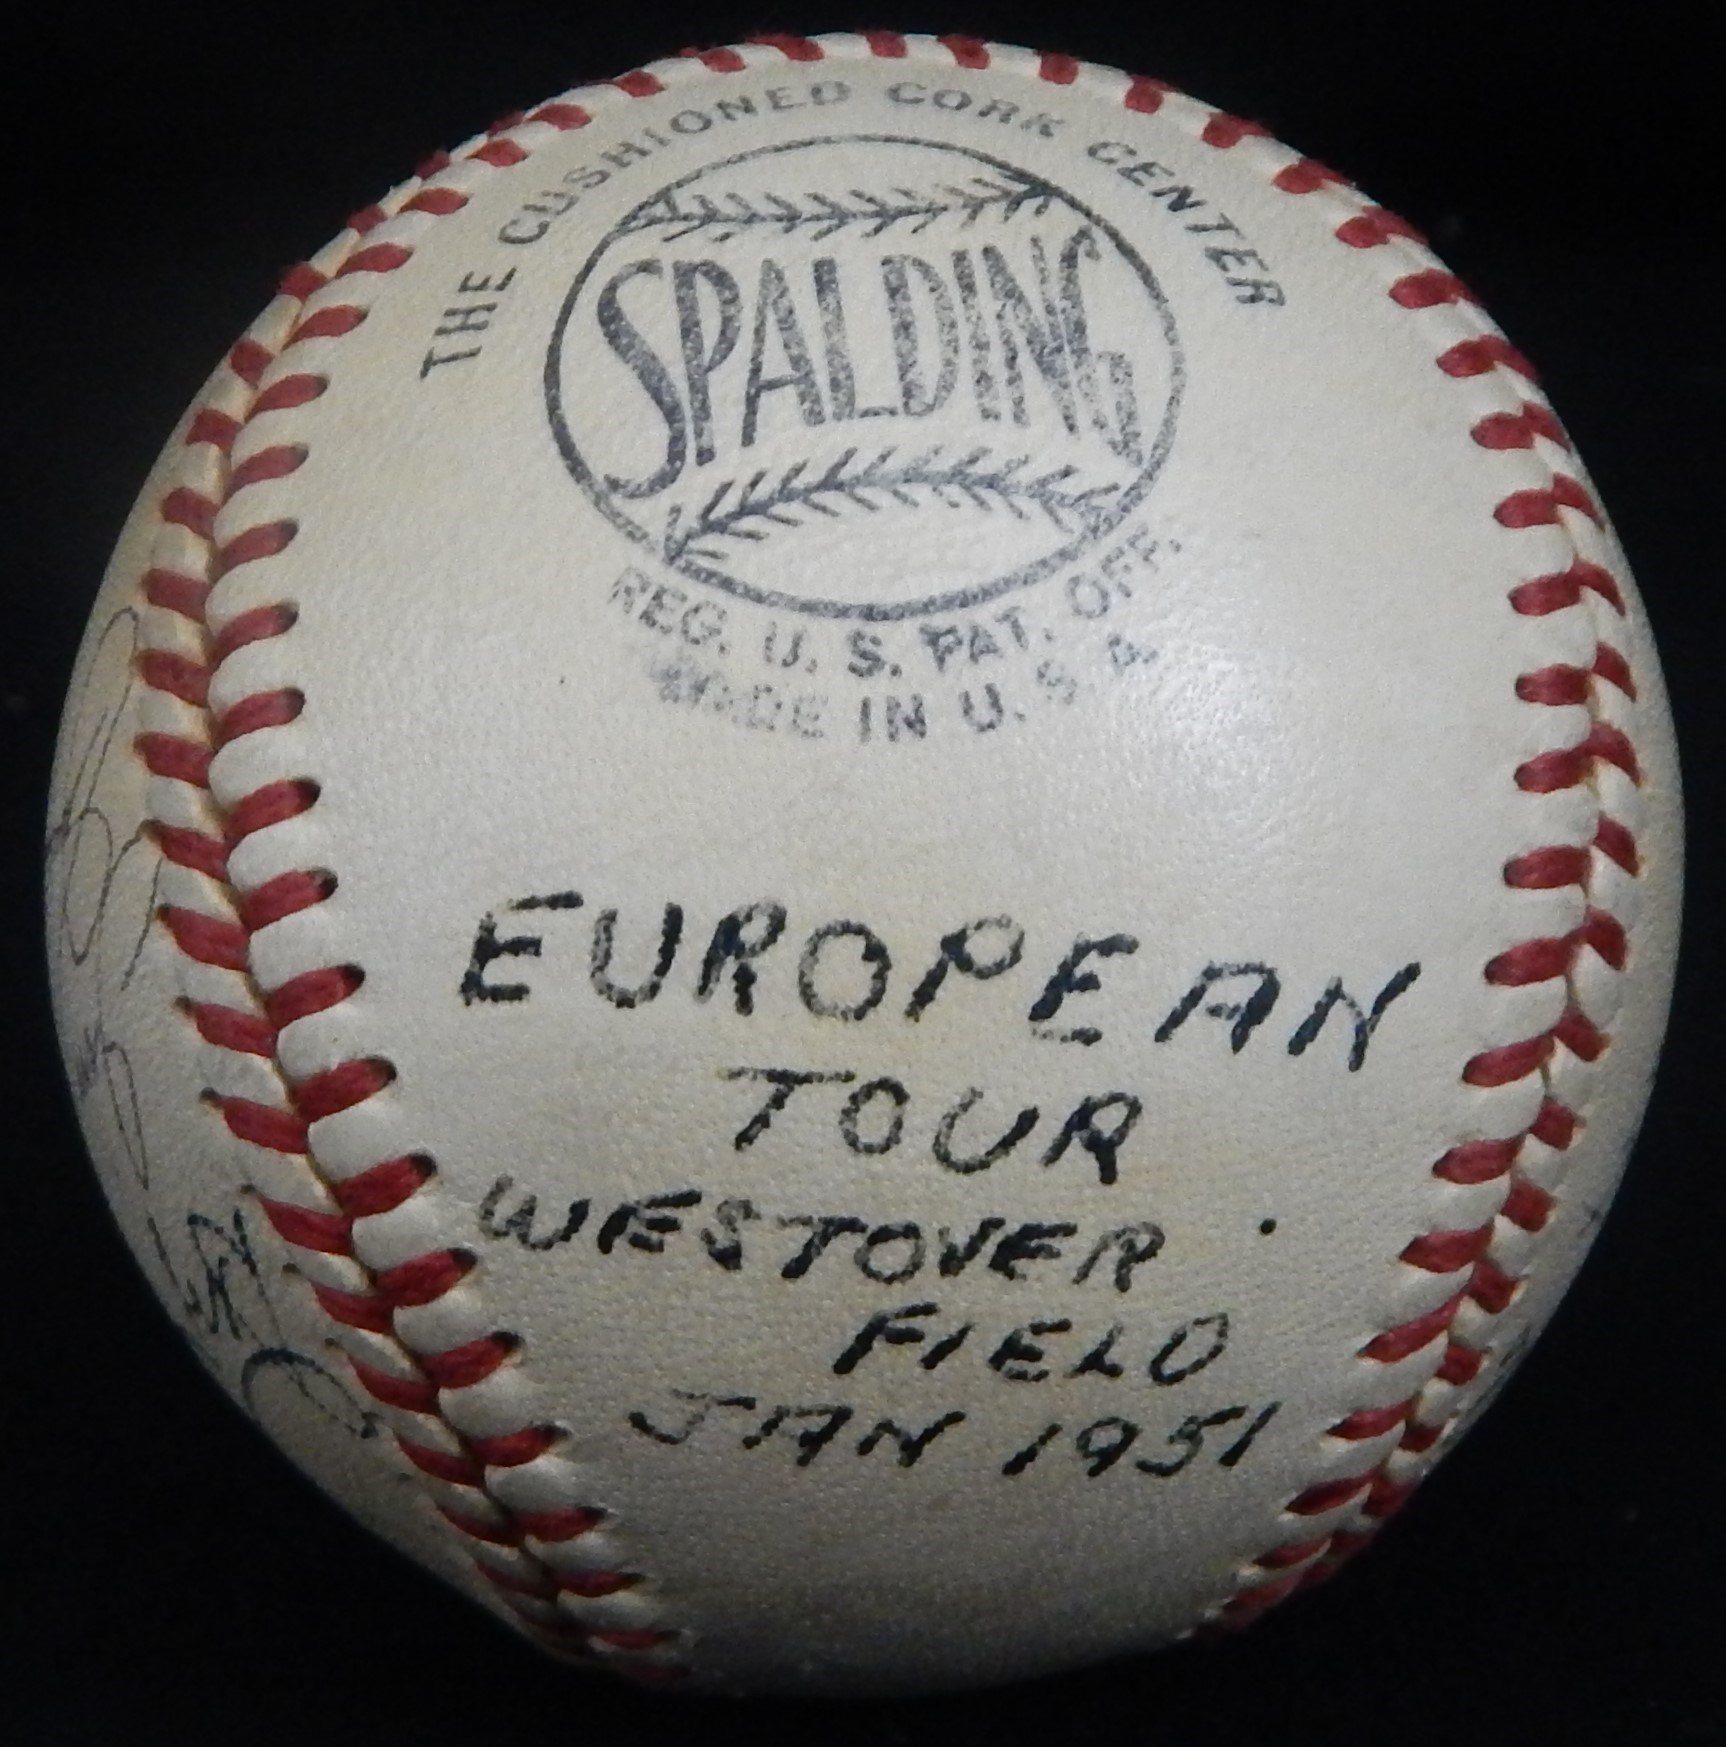 THE CUSHIONED CORK CENTER
SPALDING
REG. U. S. PAT. OFF.
MADE IN U. S. A.
EUROPEAN
TOUR
WESTOVER
FIELD
JAN 1951